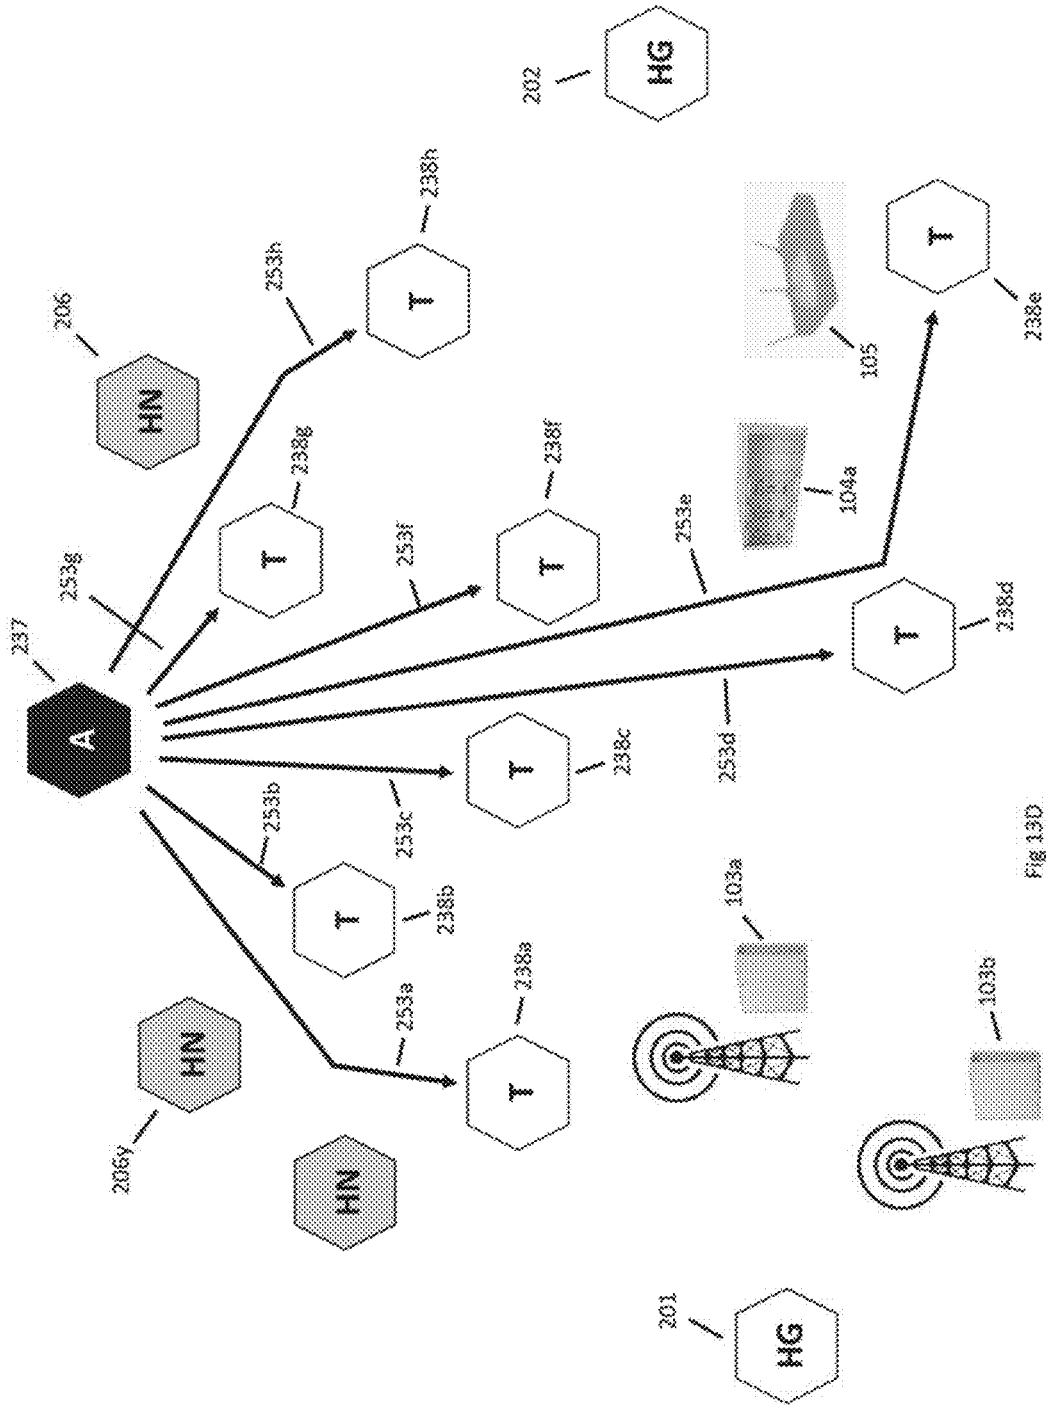 237
A
206
HN
253g
253h
T
238h
T
238g
202
HG
206y
HN
HN
253b
253a
T
238b
T
238a
253c
T
238c
253f
T
238f
253e
253d
T
238d
104a
105
T
238e
103a
103b
201
HG
Fig 13D